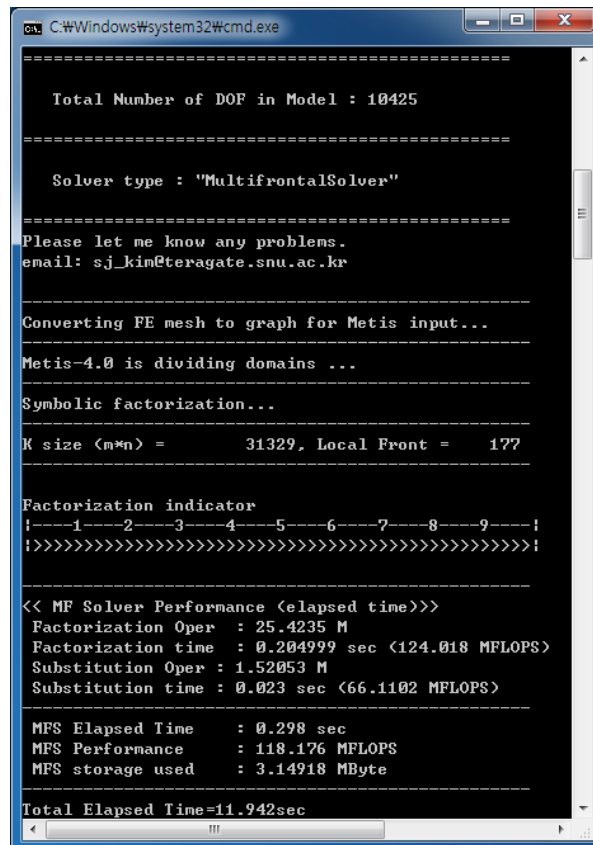 C:₩Windows₩system32₩cmd.exe
================================================
Total Number of DOF in Model : 10425
================================================
Solver type : "MultifrontalSolver"
================================================
Please let me know any problems.
email: sj_kim@teragate.snu.ac.kr
--------------------------------------------------
Converting FE mesh to graph for Metis input...
--------------------------------------------------
Metis-4.0 is dividing domains ...
--------------------------------------------------
Symbolic factorization...
--------------------------------------------------
K size (m*n) =        31329, Local Front =    177
--------------------------------------------------
Factorization indicator
|----1----2----3----4----5----6----7----8----9----|
|>>>>>>>>>>>>>>>>>>>>>>>>>>>>>>>>>>>>>>>>>>>>>>>>>|
--------------------------------------------------
<< MF Solver Performance (elapsed time)>>>
Factorization Oper  : 25.4235 M
Factorization time  : 0.204999 sec (124.018 MFLOPS)
Substitution Oper : 1.52053 M
Substitution time : 0.023 sec (66.1102 MFLOPS)
--------------------------------------------------
MFS Elapsed Time    : 0.298 sec
MFS Performance     : 118.176 MFLOPS
MFS storage used    : 3.14918 MByte
--------------------------------------------------
Total Elapsed Time=11.942sec